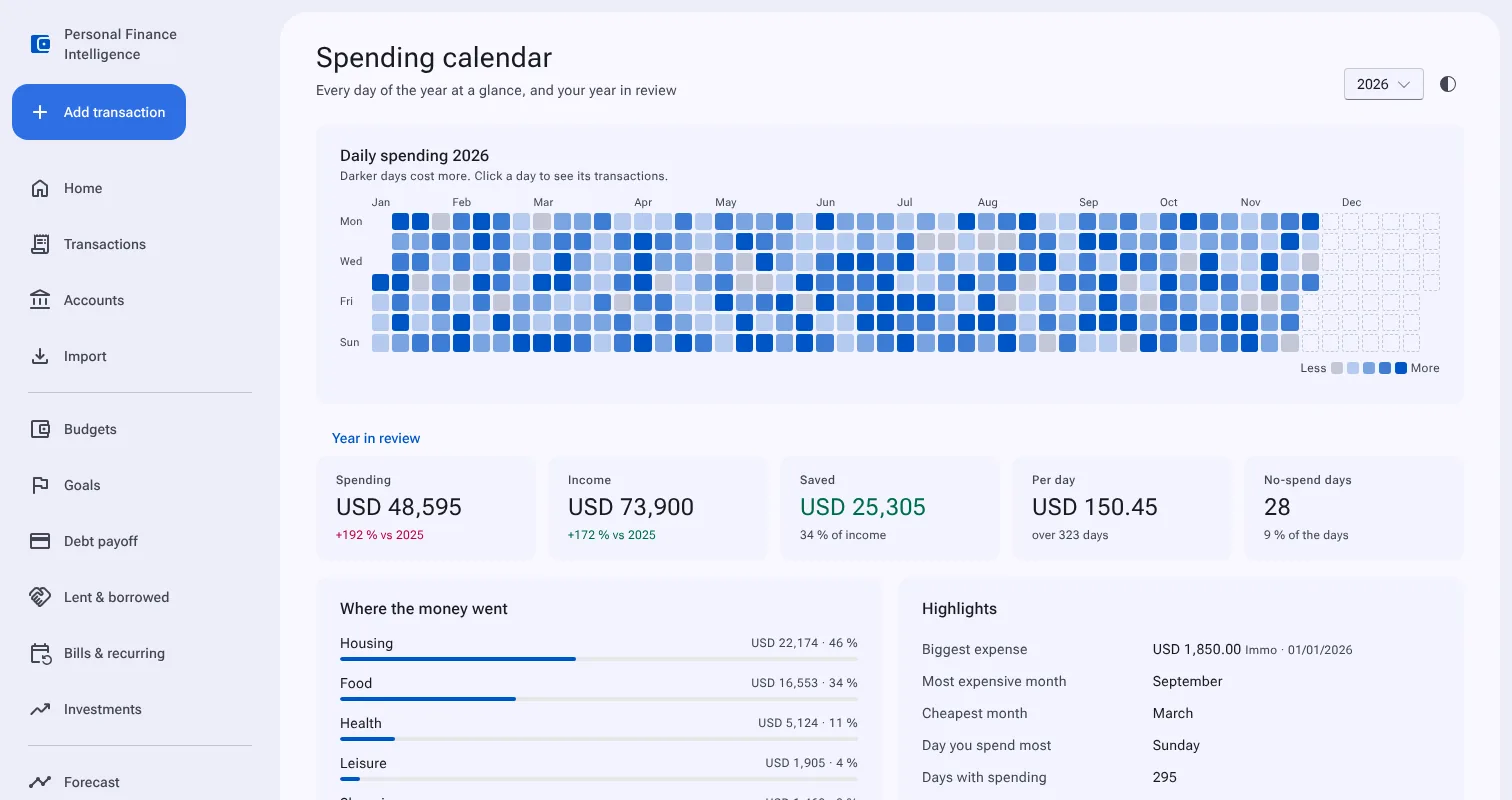 Personal Finance
Intelligence
Add transaction
Home
Transactions
Accounts
Import
Budgets
Goals
Debt payoff
Lent & borrowed
Bills & recurring
Investments
Forecast
Spending calendar
Every day of the year at a glance, and your year in review
2026
Daily spending 2026
Darker days cost more. Click a day to see its transactions.
Jan Feb Mar Apr May Jun Jul Aug Sep Oct Nov Dec
Mon
Wed
Fri
Sun
Less More
Year in review
Spending
USD 48,595
+192 % vs 2025
Income
USD 73,900
+172 % vs 2025
Saved
USD 25,305
34 % of income
Per day
USD 150.45
over 323 days
No-spend days
28
9 % of the days
Where the money went
Housing USD 22,174 · 46 %
Food USD 16,553 · 34 %
Health USD 5,124 · 11 %
Leisure USD 1,905 · 4 %
Highlights
Biggest expense USD 1,850.00 Immo · 01/01/2026
Most expensive month September
Cheapest month March
Day you spend most Sunday
Days with spending 295